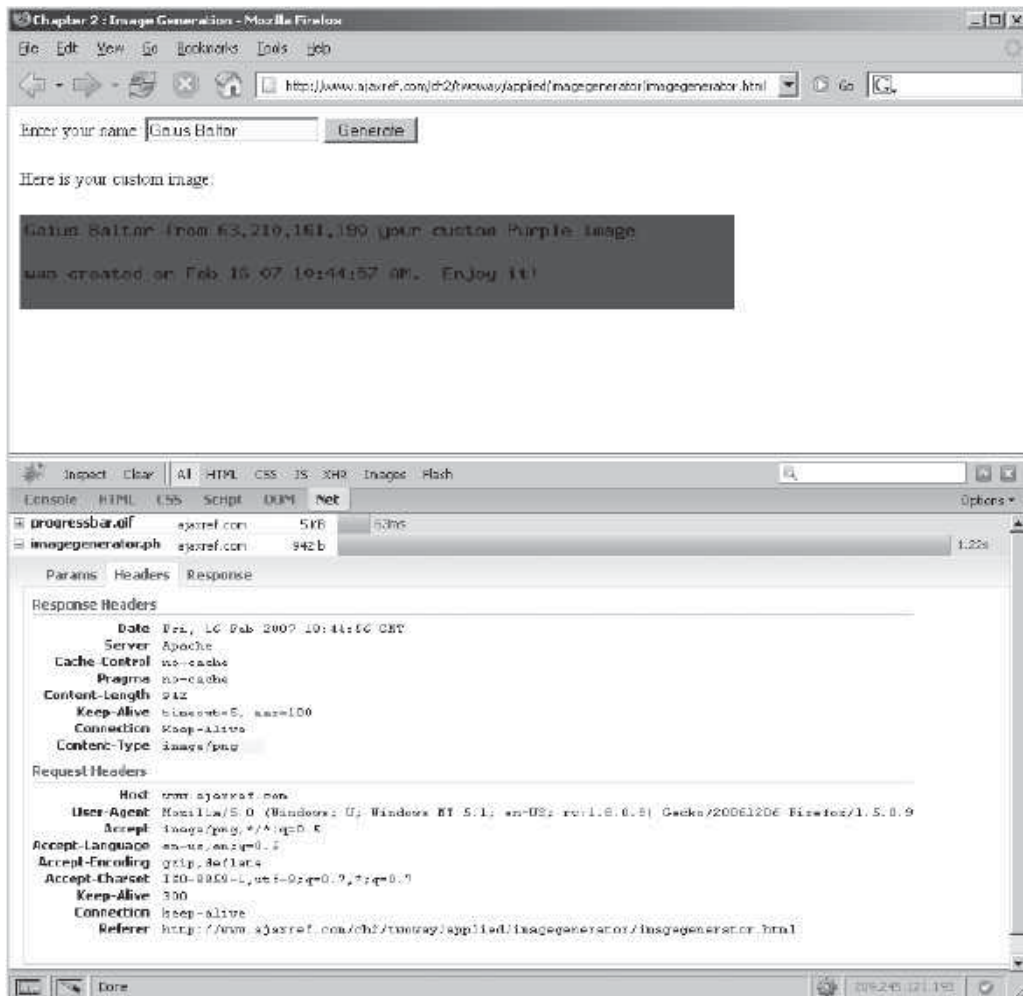 Chapter 2 : Image Generation - Mozilla Firefox
File Edit View Go Bookmarks Tools Help
http://www.ajaxref.com/ch2/twoway/applied/imagegenerator/imagegenerator.html Go
Enter your name: Gaius Baltar Generate
Here is your custom image:
Gaius Baltar from 63.210.161.190 your custom Purple image
was created on Feb 16 07 10:44:57 AM. Enjoy it!
Inspect Clear All HTML CSS JS XHR Images Flash
Console HTML CSS Script DOM Net Options
progressbar.gif ajaxref.com 5 KB 63ms
imagegenerator.ph ajaxref.com 942 b 1.22s
Params Headers Response
Response Headers
Date Fri, 16 Feb 2007 18:44:56 GMT
Server Apache
Cache-Control no-cache
Pragma no-cache
Content-Length 942
Keep-Alive timeout=5, max=100
Connection Keep-Alive
Content-Type image/png
Request Headers
Host www.ajaxref.com
User-Agent Mozilla/5.0 (Windows; U; Windows NT 5.1; en-US; rv:1.8.0.9) Gecko/20061206 Firefox/1.5.0.9
Accept image/png,*/*;q=0.5
Accept-Language en-us,en;q=0.5
Accept-Encoding gzip,deflate
Accept-Charset ISO-8859-1,utf-8;q=0.7,*;q=0.7
Keep-Alive 300
Connection keep-alive
Referer http://www.ajaxref.com/ch2/twoway/applied/imagegenerator/imagegenerator.html
Done